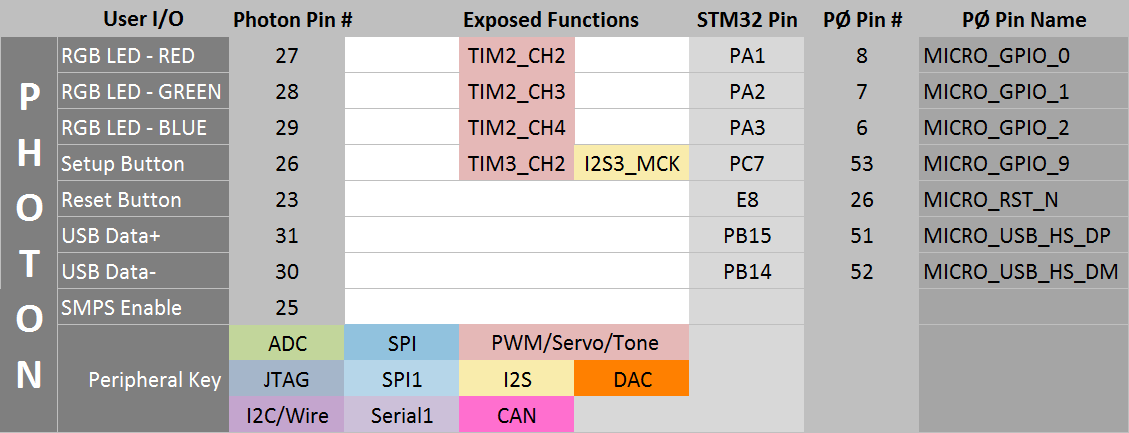 User I/O Photon Pin # Exposed Functions STM32 Pin PØ Pin # PØ Pin Name
PHOTON
RGB LED - RED 27 TIM2_CH2 PA1 8 MICRO_GPIO_0
RGB LED - GREEN 28 TIM2_CH3 PA2 7 MICRO_GPIO_1
RGB LED - BLUE 29 TIM2_CH4 PA3 6 MICRO_GPIO_2
Setup Button 26 TIM3_CH2 I2S3_MCK PC7 53 MICRO_GPIO_9
Reset Button 23 E8 26 MICRO_RST_N
USB Data+ 31 PB15 51 MICRO_USB_HS_DP
USB Data- 30 PB14 52 MICRO_USB_HS_DM
SMPS Enable 25
ADC SPI PWM/Servo/Tone
Peripheral Key JTAG SPI1 I2S DAC
I2C/Wire Serial1 CAN